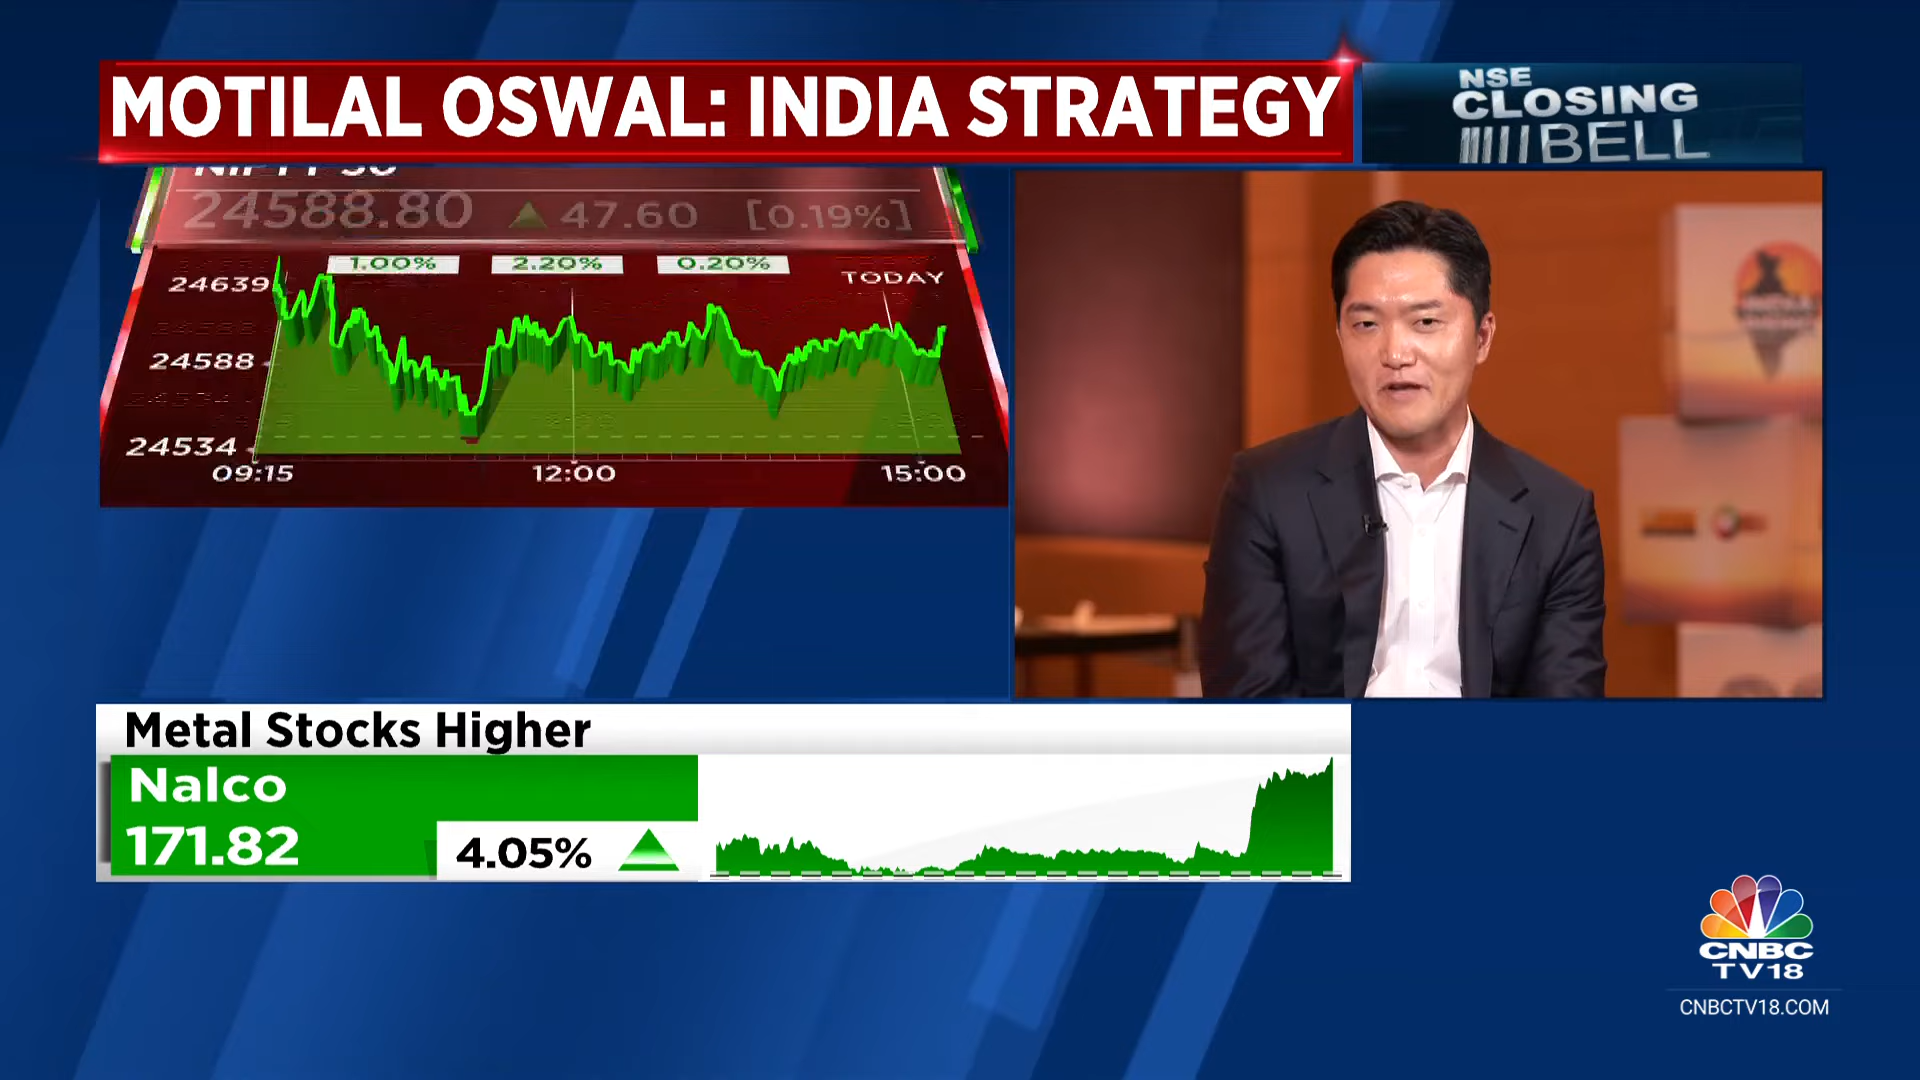 MOTILAL OSWAL: INDIA STRATEGY
NSE
CLOSING
BELL
NIFTY 50
24588.80 47.60 [0.19%]
1.00% 2.20% 0.20%
TODAY
24639
24588
24534
09:15 12:00 15:00
Metal Stocks Higher
Nalco
171.82
4.05%
CNBC
TV18
CNBCTV18.COM